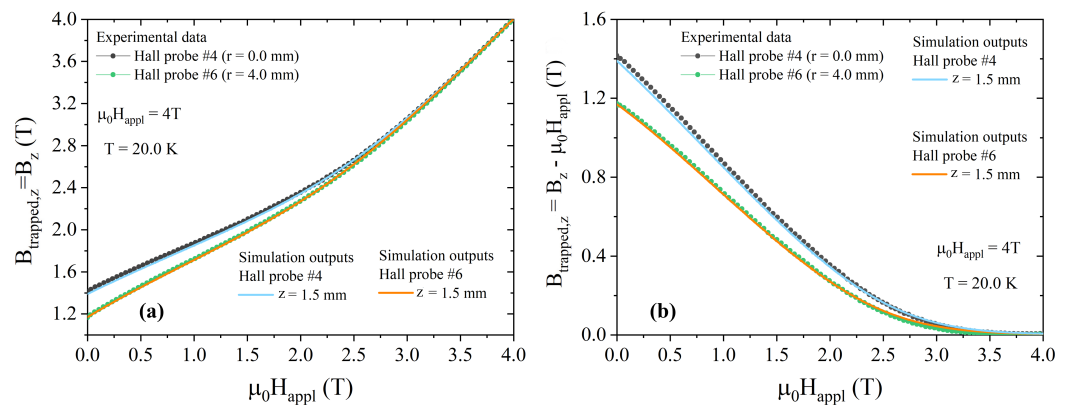 4.0
3.6
3.2
2.8
2.4
2.0
1.6
1.2
B_trapped,z=B_z (T)
Experimental data
Hall probe #4 (r = 0.0 mm)
Hall probe #6 (r = 4.0 mm)
μ₀H_appl = 4T
T = 20.0 K
Simulation outputs
Hall probe #4
z = 1.5 mm
Simulation outputs
Hall probe #6
z = 1.5 mm
(a)
0.0 0.5 1.0 1.5 2.0 2.5 3.0 3.5 4.0
μ₀H_appl (T)
1.6
1.2
0.8
0.4
0.0
B_trapped,z = B_z - μ₀H_appl (T)
Experimental data
Hall probe #4 (r = 0.0 mm)
Hall probe #6 (r = 4.0 mm)
Simulation outputs
Hall probe #4
z = 1.5 mm
Simulation outputs
Hall probe #6
z = 1.5 mm
μ₀H_appl = 4T
T = 20.0 K
(b)
0.0 0.5 1.0 1.5 2.0 2.5 3.0 3.5 4.0
μ₀H_appl (T)